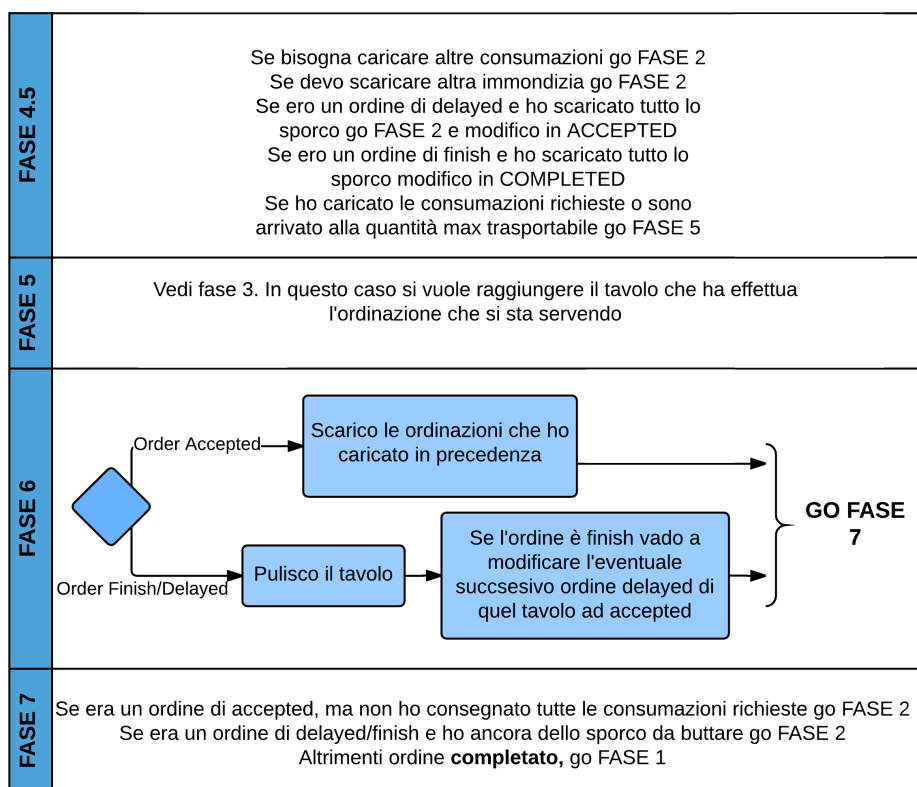 FASE 4.5
Se bisogna caricare altre consumazioni go FASE 2
Se devo scaricare altra immondizia go FASE 2
Se ero un ordine di delayed e ho scaricato tutto lo
sporco go FASE 2 e modifico in ACCEPTED
Se ero un ordine di finish e ho scaricato tutto lo
sporco modifico in COMPLETED
Se ho caricato le consumazioni richieste o sono
arrivato alla quantità max trasportabile go FASE 5
FASE 5
Vedi fase 3. In questo caso si vuole raggiungere il tavolo che ha effettua
l'ordinazione che si sta servendo
FASE 6
Order Accepted
Scarico le ordinazioni che ho
caricato in precedenza
Order Finish/Delayed
Pulisco il tavolo
Se l'ordine è finish vado a
modificare l'eventuale
succsesivo ordine delayed di
quel tavolo ad accepted
GO FASE
7
FASE 7
Se era un ordine di accepted, ma non ho consegnato tutte le consumazioni richieste go FASE 2
Se era un ordine di delayed/finish e ho ancora dello sporco da buttare go FASE 2
Altrimenti ordine completato, go FASE 1